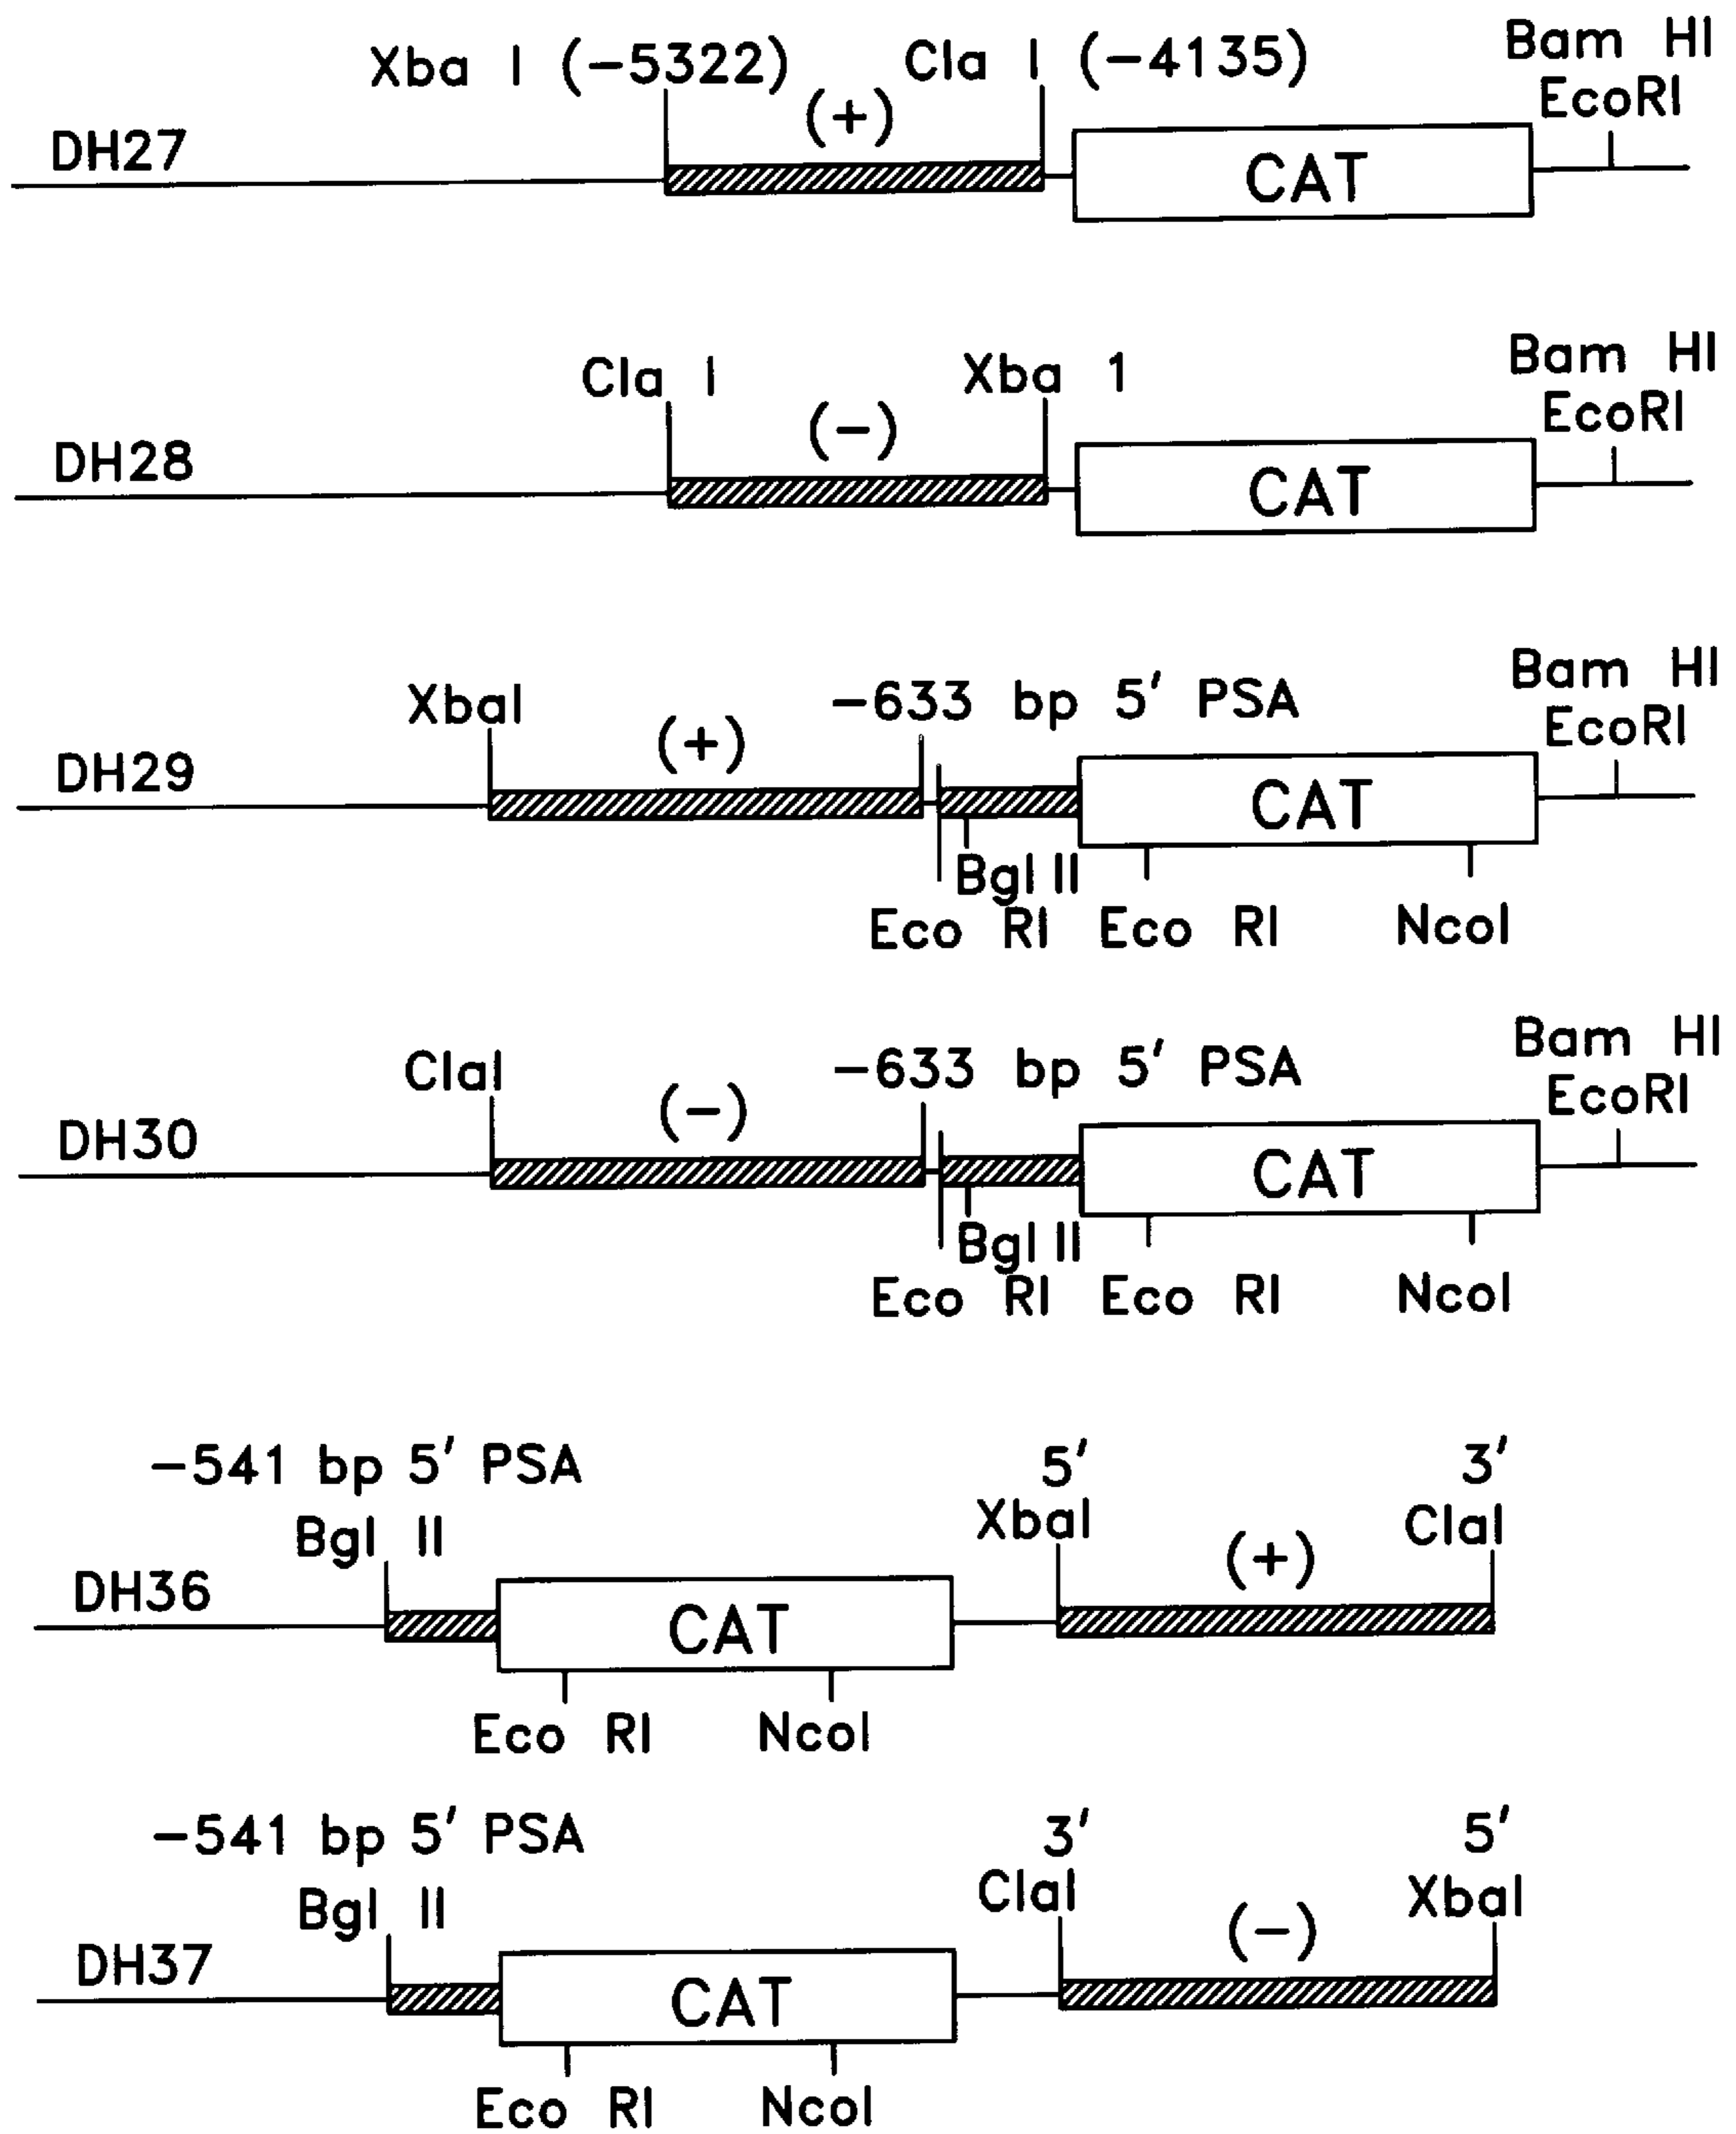 Bam HI
Xba I (-5322) Cla I (-4135)
EcoRI
(+)
DH27
CAT
Bam HI
Cla I Xba 1
EcoRI
(-)
DH28
CAT
Bam HI
XbaI -633 bp 5' PSA
EcoRI
(+)
DH29
CAT
Bgl II
Eco RI Eco RI NcoI
Bam HI
ClaI -633 bp 5' PSA
EcoRI
(-)
DH30
CAT
Bgl II
Eco RI Eco RI NcoI
-541 bp 5' PSA 5' 3'
Bgl II XbaI ClaI
(+)
DH36
CAT
Eco RI NcoI
-541 bp 5' PSA 3' 5'
Bgl II ClaI XbaI
(-)
DH37
CAT
Eco RI NcoI